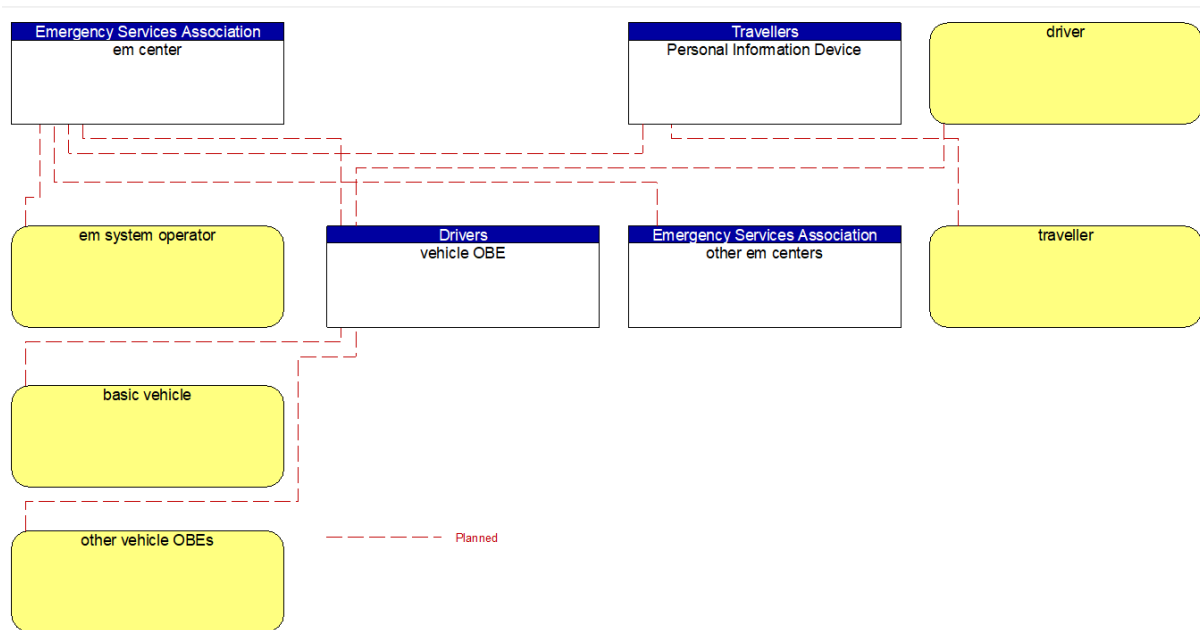 Emergency Services Association
em center
Travellers
Personal Information Device
driver
em system operator
Drivers
vehicle OBE
Emergency Services Association
other em centers
traveller
basic vehicle
other vehicle OBEs
Planned